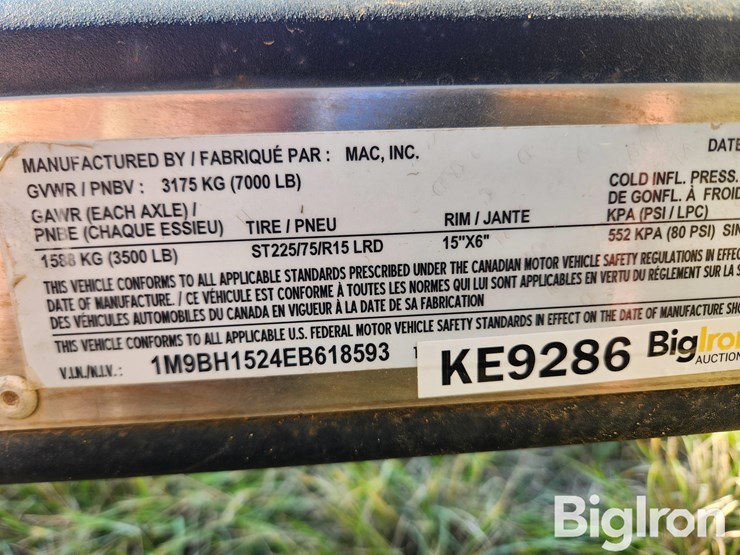 MANUFACTURED BY / FABRIQUÉ PAR : MAC, INC. DATE
GVWR / PNBV : 3175 KG (7000 LB) COLD INFL. PRESS.
GAWR (EACH AXLE) / DE GONFL. À FROID
PNBE (CHAQUE ESSIEU) TIRE / PNEU RIM / JANTE KPA (PSI / LPC)
1588 KG (3500 LB) ST225/75/R15 LRD 15"X6" 552 KPA (80 PSI) SIN
THIS VEHICLE CONFORMS TO ALL APPLICABLE STANDARDS PRESCRIBED UNDER THE CANADIAN MOTOR VEHICLE SAFETY REGULATIONS IN EFFEC
DATE OF MANUFACTURE. / CE VÉHICULE EST CONFORME À TOUTES LES NORMES QUI LUI SONT APPLICABLES EN VERTU DU RÈGLEMENT SUR LA S
DES VÉHICULES AUTOMOBILES DU CANADA EN VIGUEUR À LA DATE DE SA FABRICATION
THIS VEHICLE CONFORMS TO ALL APPLICABLE U.S. FEDERAL MOTOR VEHICLE SAFETY STANDARDS IN EFFECT ON THE DATE OF MANUFACTURE SHO
V.I.N./N.I.V. : 1M9BH1524EB618593
KE9286 BigIron
AUCTION
BigIron